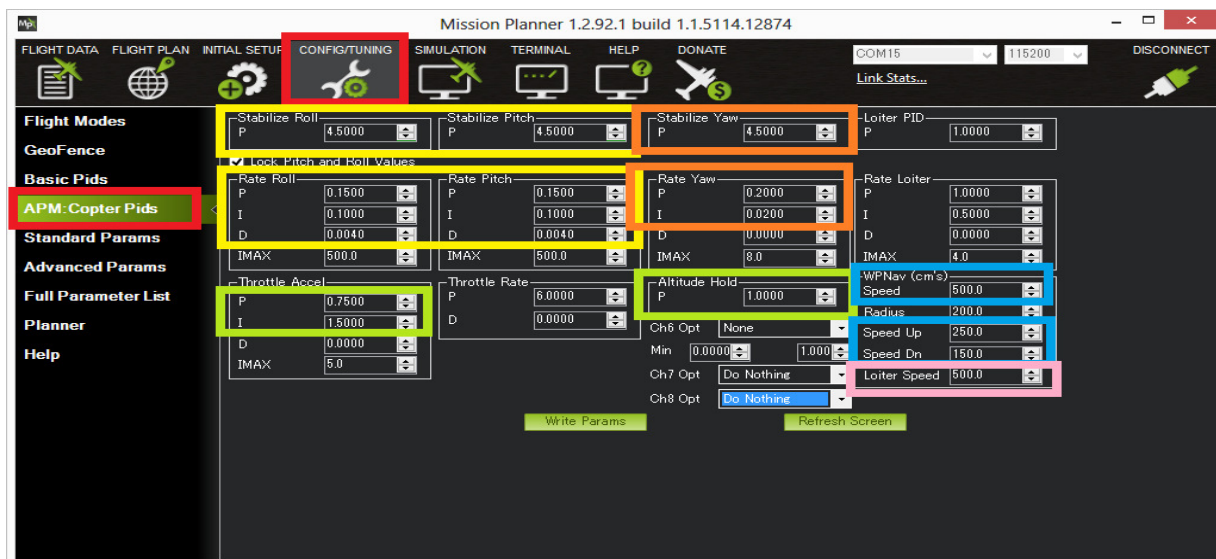 Mp
Mission Planner 1.2.92.1 build 1.1.5114.12874
FLIGHT DATA FLIGHT PLAN INITIAL SETUP CONFIG/TUNING SIMULATION TERMINAL HELP DONATE COM15 115200 DISCONNECT
Link Stats...
Flight Modes
GeoFence
Basic Pids
APM:Copter Pids
Standard Params
Advanced Params
Full Parameter List
Planner
Help
Stabilize Roll
P 4.5000
Stabilize Pitch
P 4.5000
Stabilize Yaw
P 4.5000
Loiter PID
P 1.0000
Lock Pitch and Roll Values
Rate Roll
P 0.1500
I 0.1000
D 0.0040
IMAX 500.0
Rate Pitch
P 0.1500
I 0.1000
D 0.0040
IMAX 500.0
Rate Yaw
P 0.2000
I 0.0200
D 0.0000
IMAX 8.0
Rate Loiter
P 1.0000
I 0.5000
D 0.0000
IMAX 4.0
Throttle Accel
P 0.7500
I 1.5000
D 0.0000
IMAX 5.0
Throttle Rate
P 6.0000
D 0.0000
Altitude Hold
P 1.0000
Ch6 Opt None
Min 0.0000 1.000
Ch7 Opt Do Nothing
Ch8 Opt Do Nothing
WPNav (cm's)
Speed 500.0
Radius 200.0
Speed Up 250.0
Speed Dn 150.0
Loiter Speed 500.0
Write Params
Refresh Screen